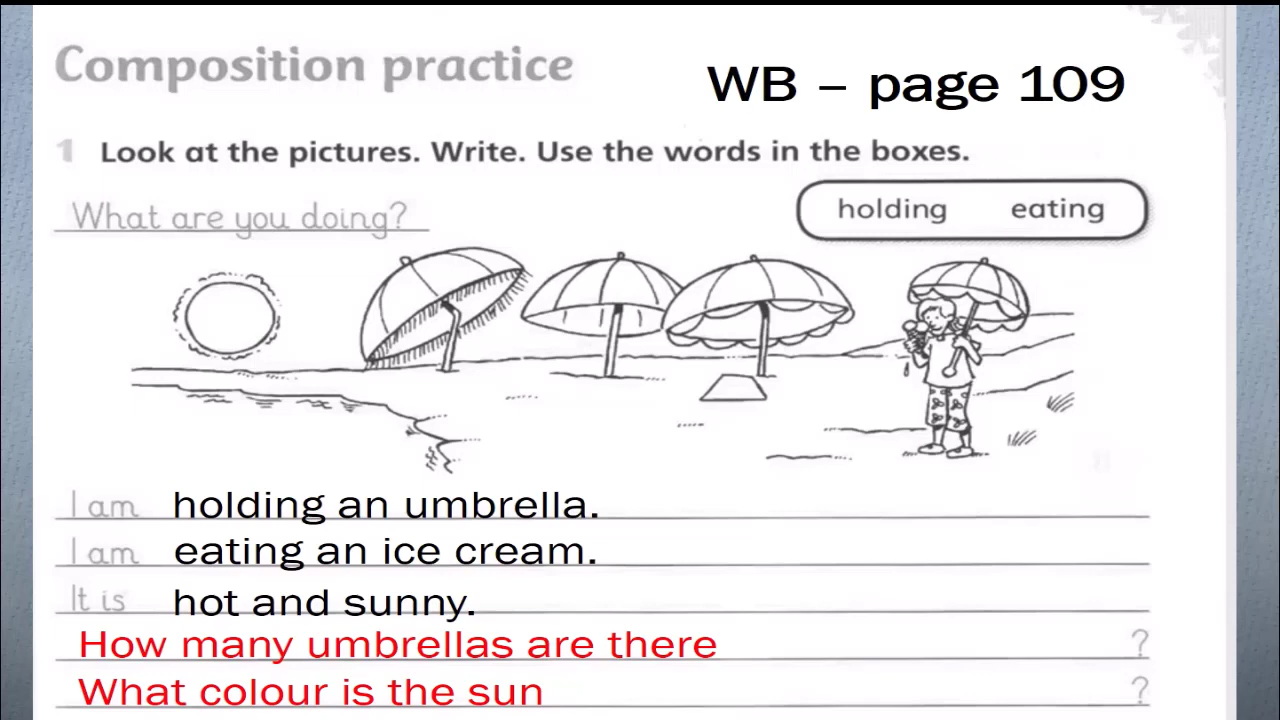 Composition practice
WB – page 109
1 Look at the pictures. Write. Use the words in the boxes.
What are you doing?
holding eating
I am holding an umbrella.
I am eating an ice cream.
It is hot and sunny.
How many umbrellas are there ?
What colour is the sun ?